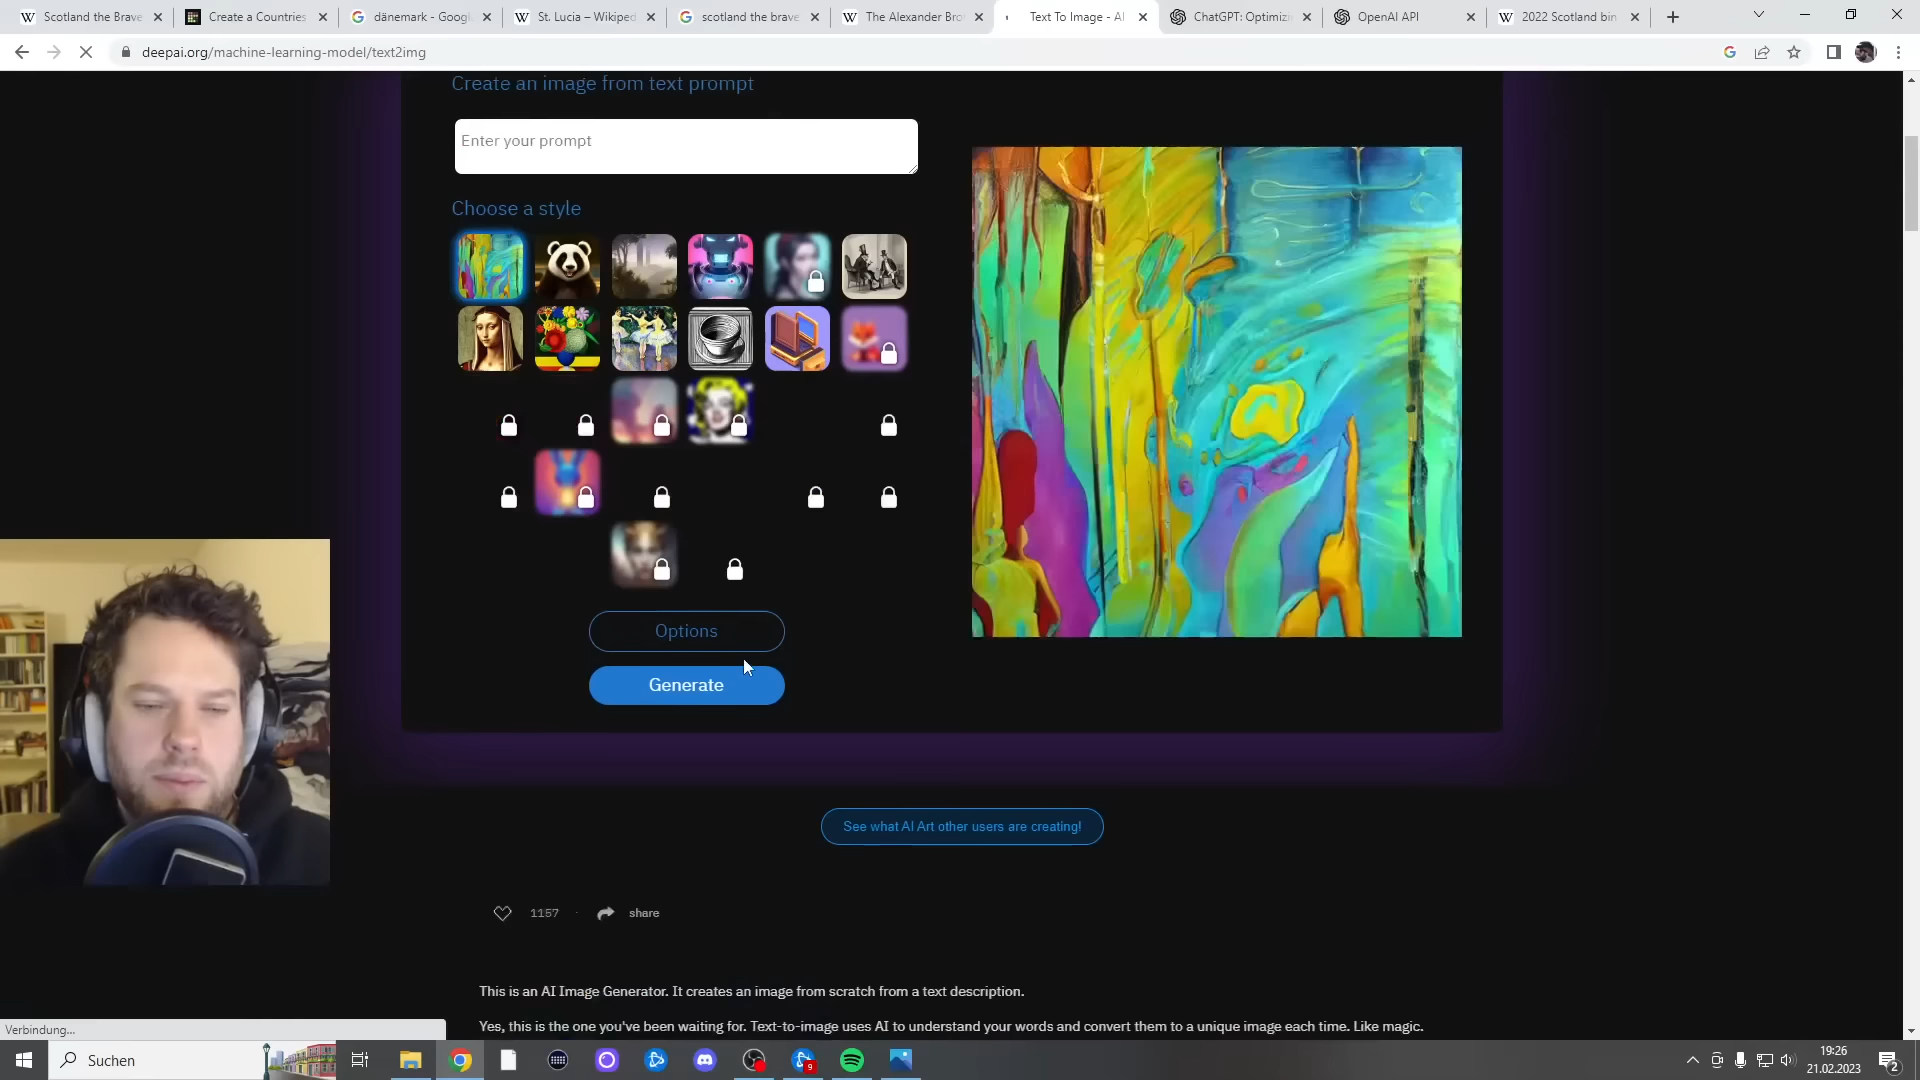 Scotland the Brave
Create a Countries
dänemark - Googl
St. Lucia – Wikiped
scotland the brave
The Alexander Bro
Text To Image - AI
ChatGPT: Optimizi
OpenAI API
2022 Scotland bin
deepai.org/machine-learning-model/text2img
Create an image from text prompt
Enter your prompt
Choose a style
Options
Generate
See what AI Art other users are creating!
1157 · share
This is an AI Image Generator. It creates an image from scratch from a text description.
Yes, this is the one you've been waiting for. Text-to-image uses AI to understand your words and convert them to a unique image each time. Like magic.
Verbindung...
Suchen
9
19:26
21.02.2023
2